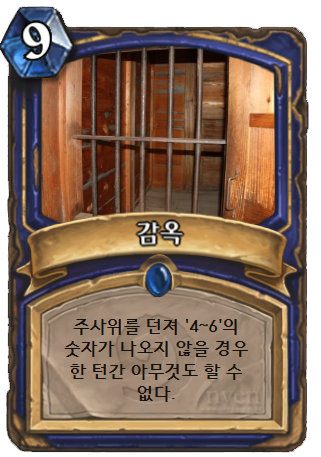 9
감옥
주사위를 던져 '4~6'의
숫자가 나오지 않을 경우
한 턴간 아무것도 할 수
없다.